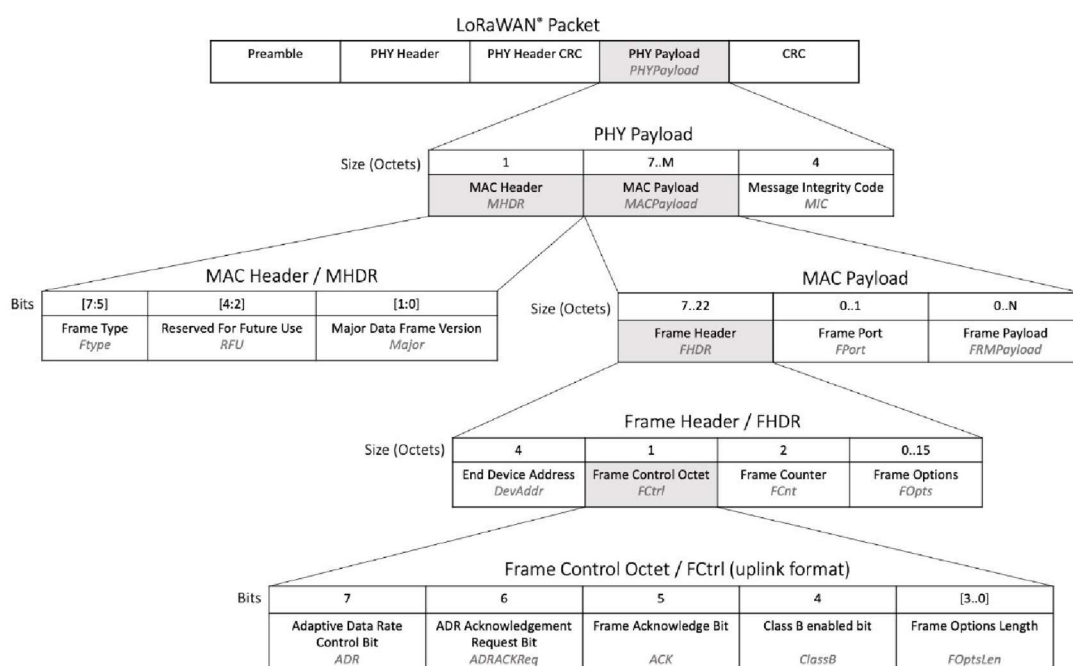 LoRaWAN® Packet
Preamble PHY Header PHY Header CRC PHY Payload CRC
PHYPayload
PHY Payload
Size (Octets) 1 7..M 4
MAC Header MAC Payload Message Integrity Code
MHDR MACPayload MIC
MAC Header / MHDR
Bits [7:5] [4:2] [1:0]
Frame Type Reserved For Future Use Major Data Frame Version
Ftype RFU Major
MAC Payload
Size (Octets) 7..22 0..1 0..N
Frame Header Frame Port Frame Payload
FHDR FPort FRMPayload
Frame Header / FHDR
Size (Octets) 4 1 2 0..15
End Device Address Frame Control Octet Frame Counter Frame Options
DevAddr FCtrl FCnt FOpts
Frame Control Octet / FCtrl (uplink format)
Bits 7 6 5 4 [3..0]
Adaptive Data Rate ADR Acknowledgement Frame Acknowledge Bit Class B enabled bit Frame Options Length
Control Bit Request Bit
ADR ADRACKReq ACK ClassB FOptsLen